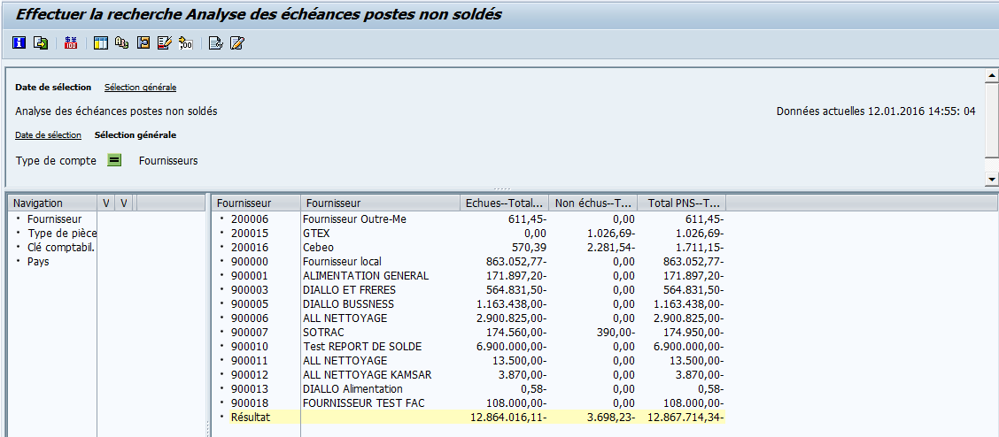 Effectuer la recherche Analyse des échéances postes non soldés
Date de sélection Sélection générale
Analyse des échéances postes non soldés Données actuelles 12.01.2016 14:55: 04
Date de sélection Sélection générale
Type de compte = Fournisseurs
Navigation V V Fournisseur Fournisseur Echues--Total... Non échus--T... Total PNS--T...
• Fournisseur • 200006 Fournisseur Outre-Me 611,45- 0,00 611,45-
• Type de pièce • 200015 GTEX 0,00 1.026,69- 1.026,69-
• Clé comptabil. • 200016 Cebeo 570,39 2.281,54- 1.711,15-
• Pays • 900000 Fournisseur local 863.052,77- 0,00 863.052,77-
• 900001 ALIMENTATION GENERAL 171.897,20- 0,00 171.897,20-
• 900003 DIALLO ET FRERES 564.831,50- 0,00 564.831,50-
• 900005 DIALLO BUSSNESS 1.163.438,00- 0,00 1.163.438,00-
• 900006 ALL NETTOYAGE 2.900.825,00- 0,00 2.900.825,00-
• 900007 SOTRAC 174.560,00- 390,00- 174.950,00-
• 900010 Test REPORT DE SOLDE 6.900.000,00- 0,00 6.900.000,00-
• 900011 ALL NETTOYAGE 13.500,00- 0,00 13.500,00-
• 900012 ALL NETTOYAGE KAMSAR 3.870,00- 0,00 3.870,00-
• 900013 DIALLO Alimentation 0,58- 0,00 0,58-
• 900018 FOURNISSEUR TEST FAC 108.000,00- 0,00 108.000,00-
• Résultat 12.864.016,11- 3.698,23- 12.867.714,34-